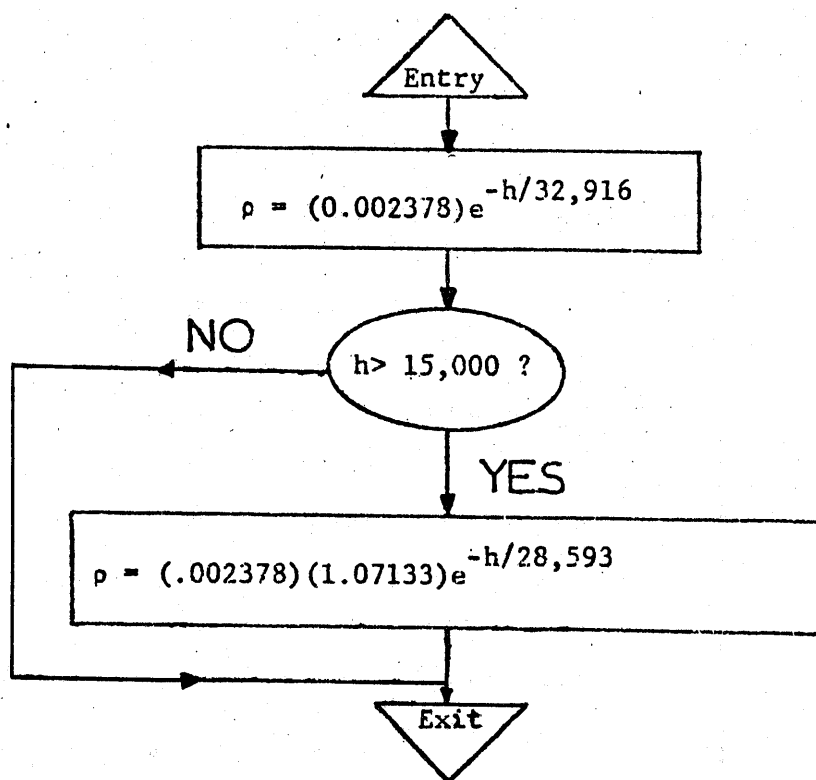 Entry
ρ = (0.002378)e^-h/32,916
NO
h> 15,000 ?
YES
ρ = (.002378)(1.07133)e^-h/28,593
Exit